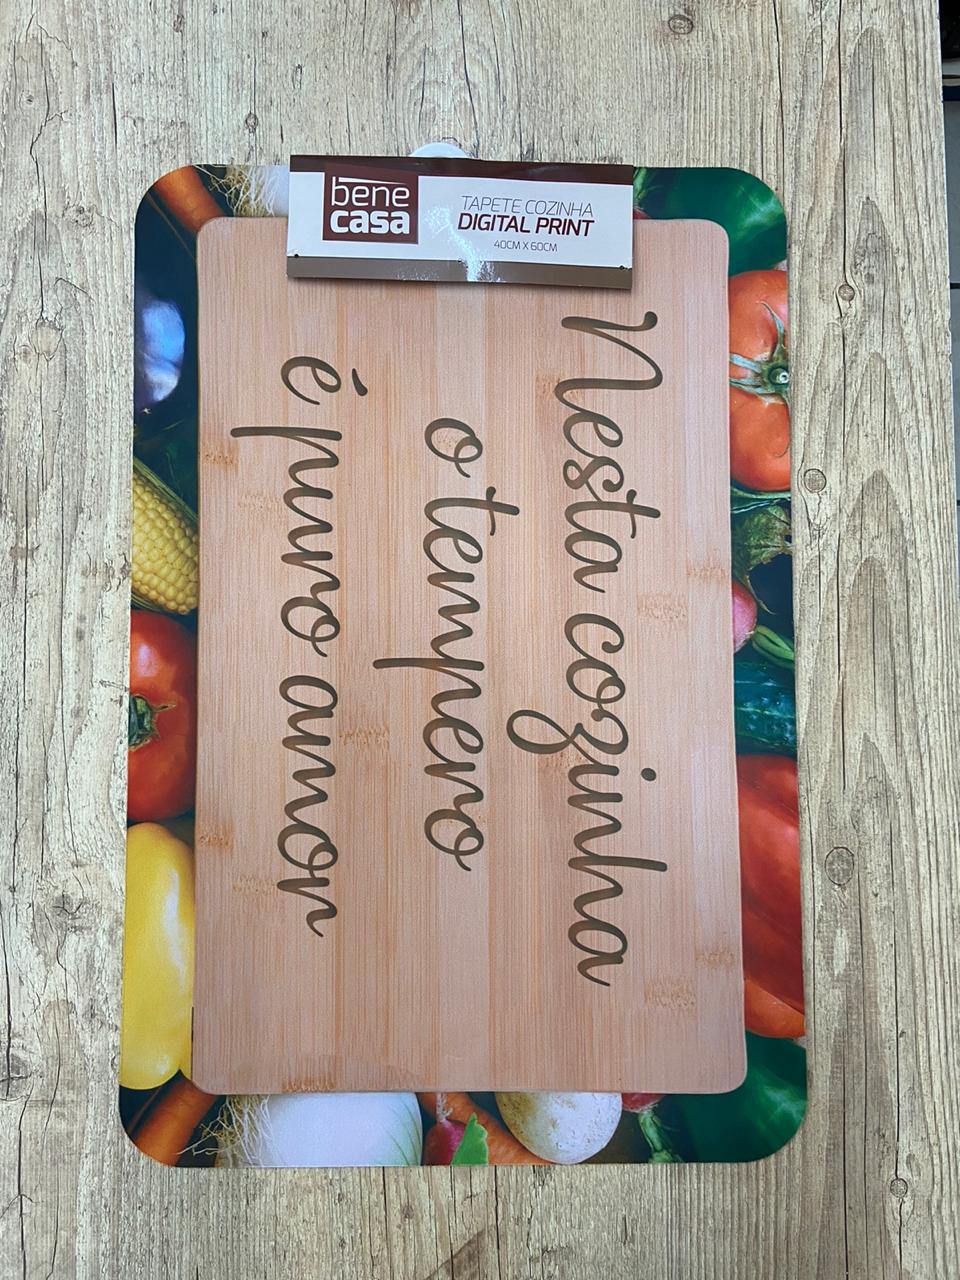 Nesta cozinha
o tempero
é puro amor
TAPETE COZINHA
DIGITAL PRINT
40CM X 60CM
bene
casa